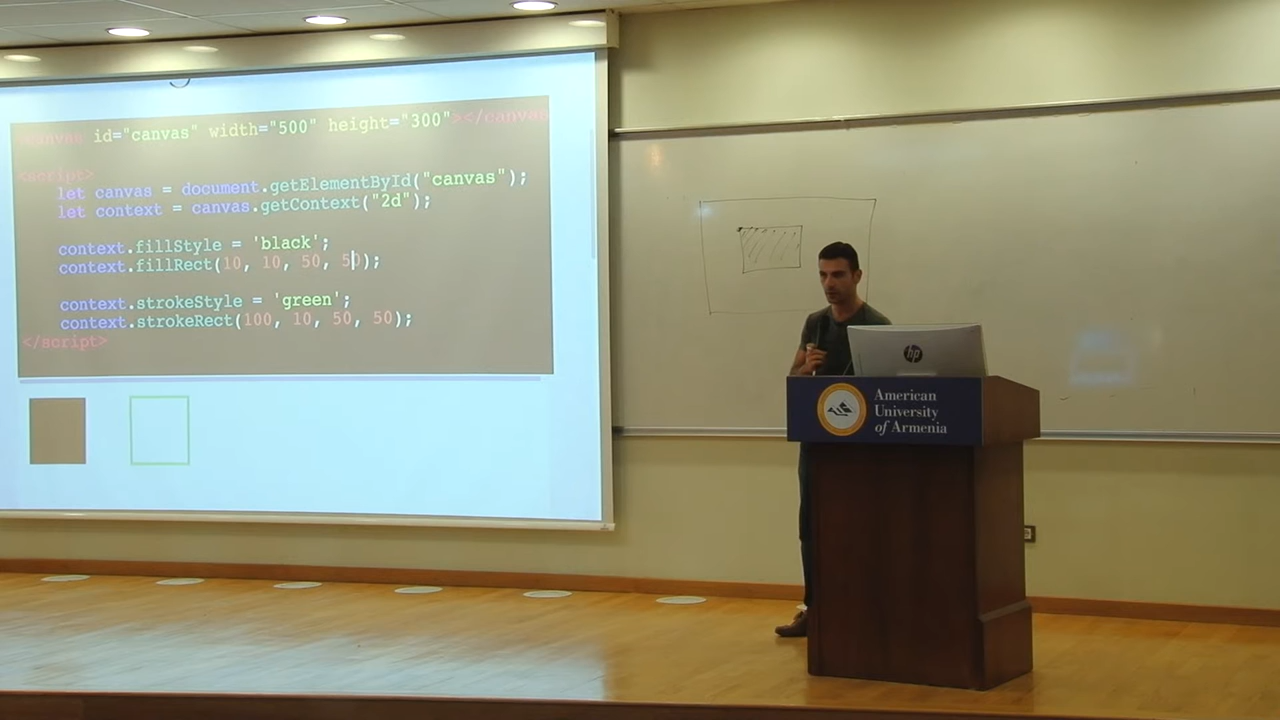 <canvas id="canvas" width="500" height="300"></canvas>
<script>
let canvas = document.getElementById("canvas");
let context = canvas.getContext("2d");
context.fillStyle = 'black';
context.fillRect(10, 10, 50, 50);
context.strokeStyle = 'green';
context.strokeRect(100, 10, 50, 50);
</script>
hp
American
University
of Armenia